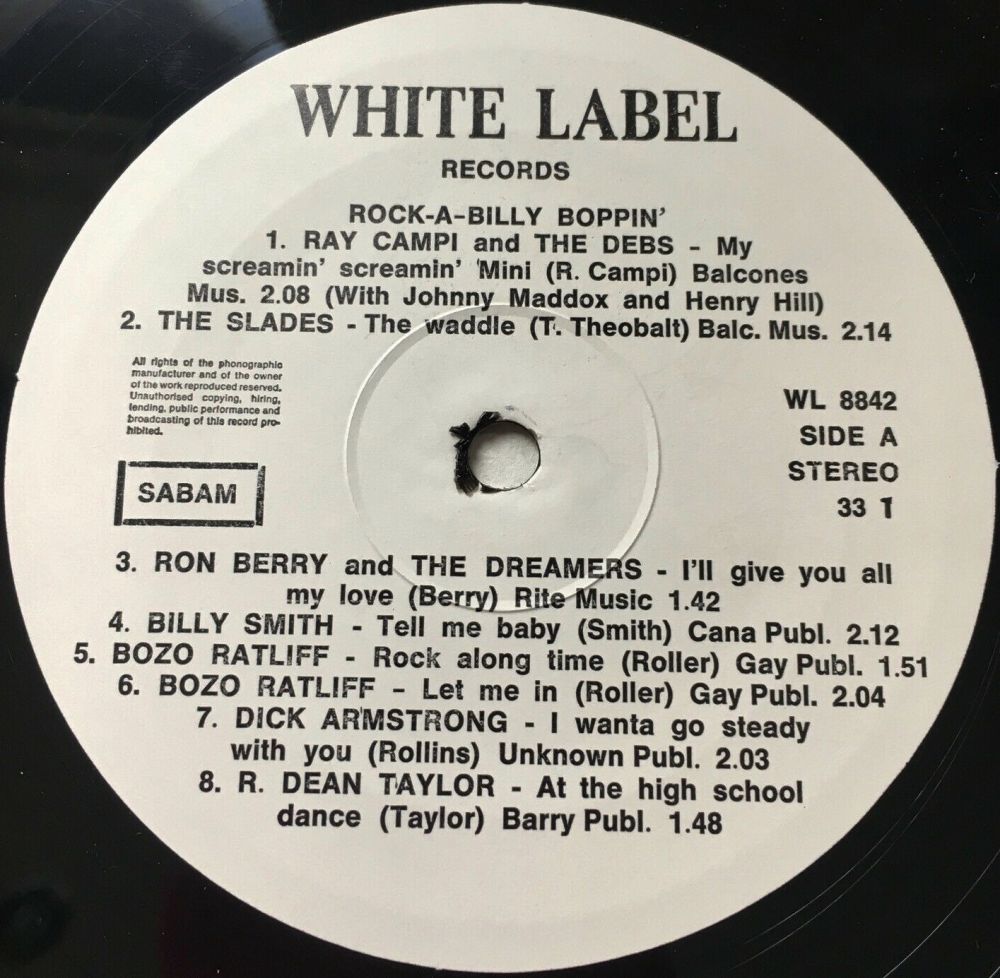 WHITE LABEL
RECORDS
ROCK-A-BILLY BOPPIN'
1. RAY CAMPI and THE DEBS - My
screamin' screamin' Mini (R. Campi) Balcones
Mus. 2.08 (With Johnny Maddox and Henry Hill)
2. THE SLADES - The waddle (T. Theobalt) Balc. Mus. 2.14
All rights of the phonographic
manufacturer and of the owner
of the work reproduced reserved.
Unauthorised copying, hiring,
lending, public performance and
broadcasting of this record pro-
hibited.
SABAM
WL 8842
SIDE A
STEREO
33 T
3. RON BERRY and THE DREAMERS - I'll give you all
my love (Berry) Rite Music 1.42
4. BILLY SMITH - Tell me baby (Smith) Cana Publ. 2.12
5. BOZO RATLIFF - Rock along time (Roller) Gay Publ. 1.51
6. BOZO RATLIFF - Let me in (Roller) Gay Publ. 2.04
7. DICK ARMSTRONG - I wanta go steady
with you (Rollins) Unknown Publ. 2.03
8. R. DEAN TAYLOR - At the high school
dance (Taylor) Barry Publ. 1.48